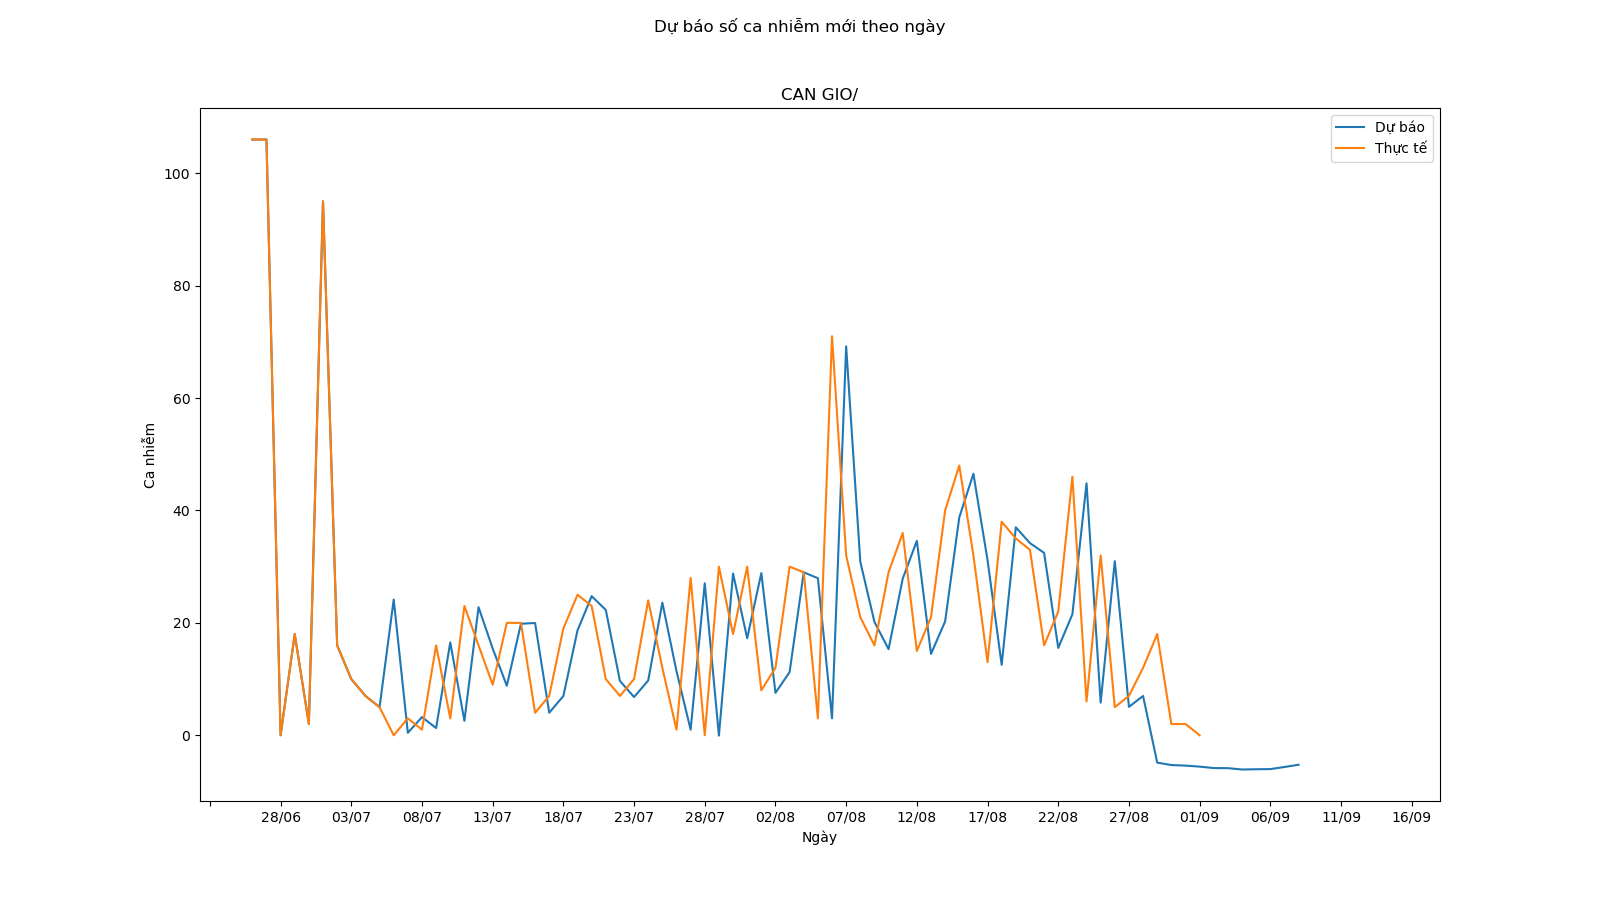 Dự báo số ca nhiễm mới theo ngày
CAN GIO/
Dự báo
Thực tế
100
80
60
40
20
0
Ca nhiễm
28/06 03/07 08/07 13/07 18/07 23/07 28/07 02/08 07/08 12/08 17/08 22/08 27/08 01/09 06/09 11/09 16/09
Ngày